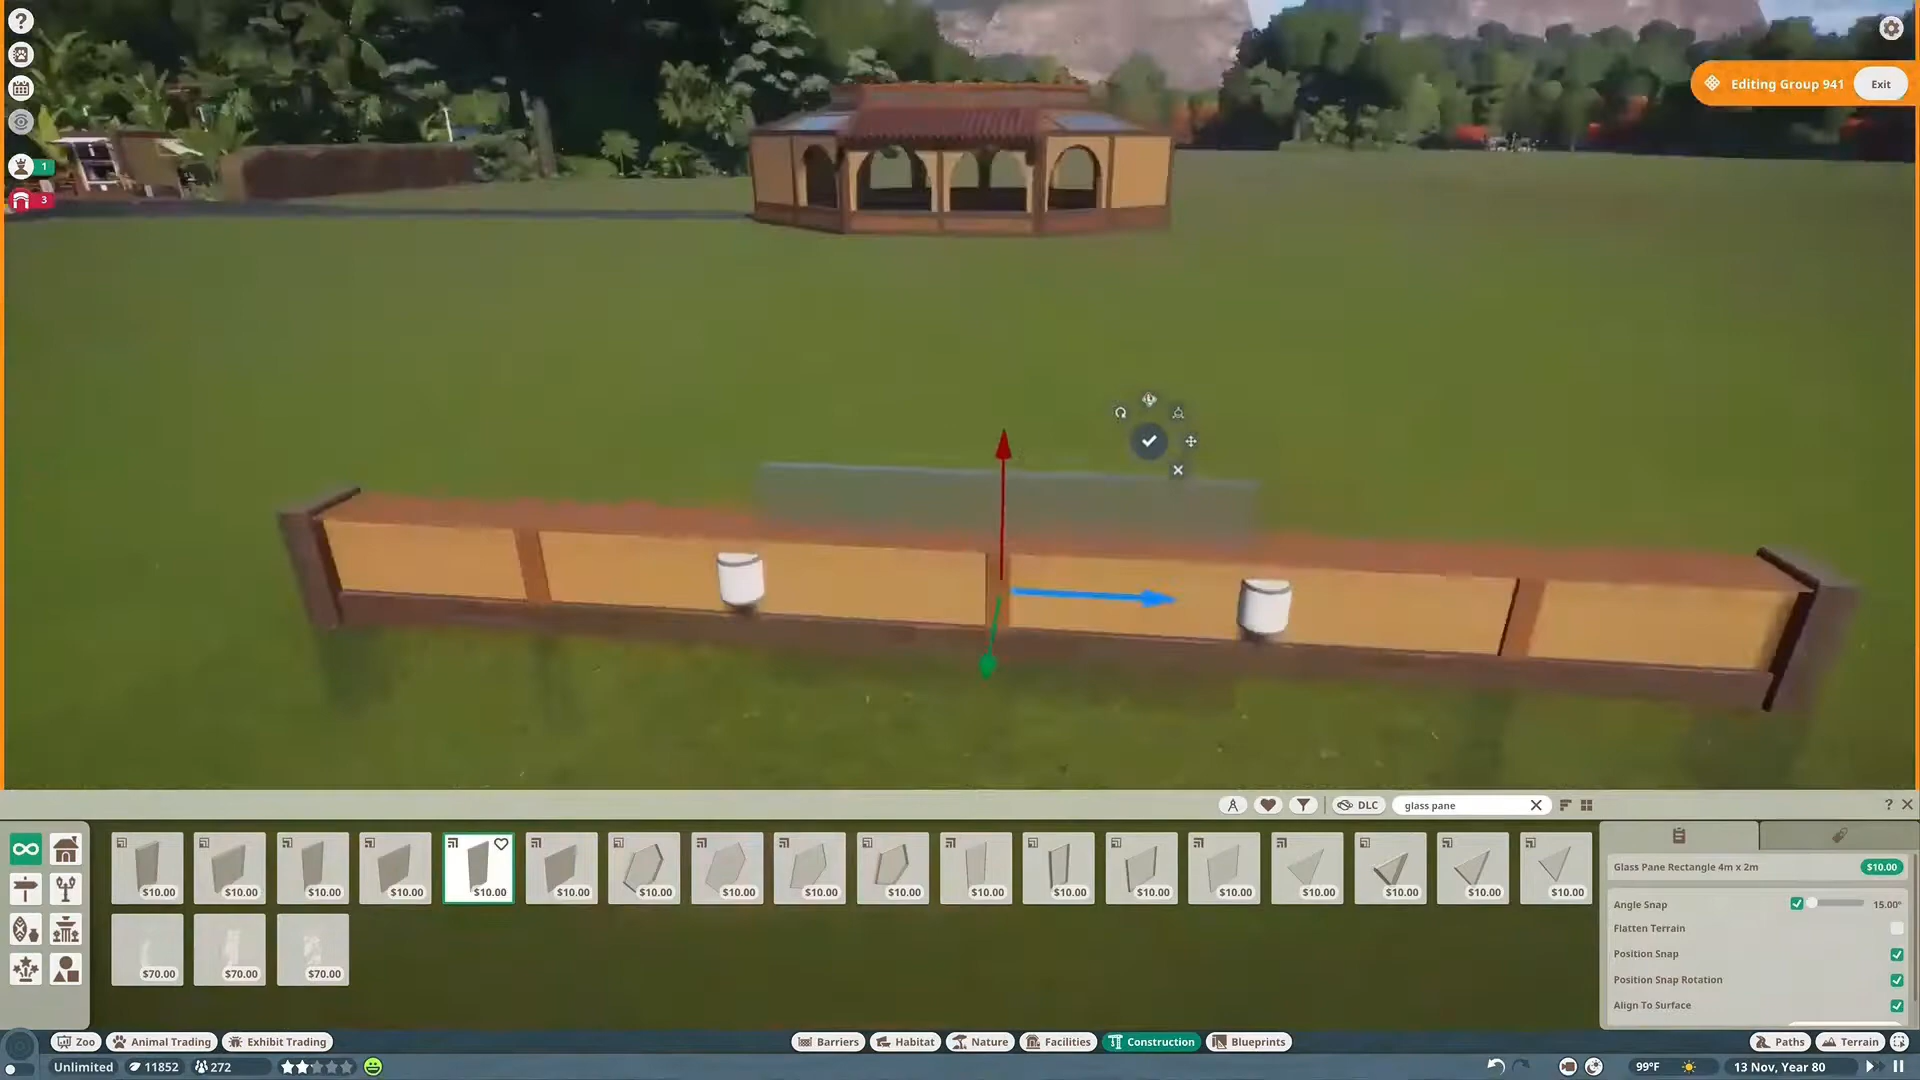 ?
Editing Group 941 Exit
1
3
DLC glass pane ?
$10.00 $10.00 $10.00 $10.00 $10.00 $10.00 $10.00 $10.00 $10.00 $10.00 $10.00 $10.00 $10.00 $10.00 $10.00 $10.00 $10.00 $10.00
$70.00 $70.00 $70.00
Glass Pane Rectangle 4m x 2m $10.00
Angle Snap 15.00°
Flatten Terrain
Position Snap
Position Snap Rotation
Align To Surface
Zoo Animal Trading Exhibit Trading Barriers Habitat Nature Facilities Construction Blueprints Paths Terrain
Unlimited 11852 272 99°F 13 Nov, Year 80